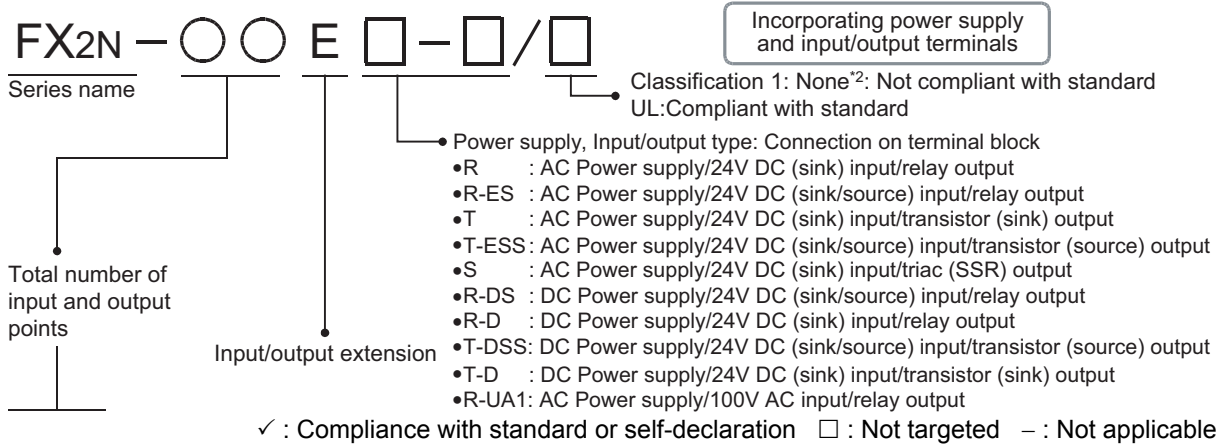 FX2N－○○ E □－□/□
Incorporating power supply
and input/output terminals
Series name
Classification 1: None*2: Not compliant with standard
UL:Compliant with standard
Power supply, Input/output type: Connection on terminal block
•R : AC Power supply/24V DC (sink) input/relay output
•R-ES : AC Power supply/24V DC (sink/source) input/relay output
•T : AC Power supply/24V DC (sink) input/transistor (sink) output
•T-ESS: AC Power supply/24V DC (sink/source) input/transistor (source) output
•S : AC Power supply/24V DC (sink) input/triac (SSR) output
•R-DS : DC Power supply/24V DC (sink/source) input/relay output
•R-D : DC Power supply/24V DC (sink) input/relay output
•T-DSS: DC Power supply/24V DC (sink/source) input/transistor (source) output
•T-D : DC Power supply/24V DC (sink) input/transistor (sink) output
•R-UA1: AC Power supply/100V AC input/relay output
Total number of
input and output
points
Input/output extension
✓ : Compliance with standard or self-declaration □ : Not targeted – : Not applicable